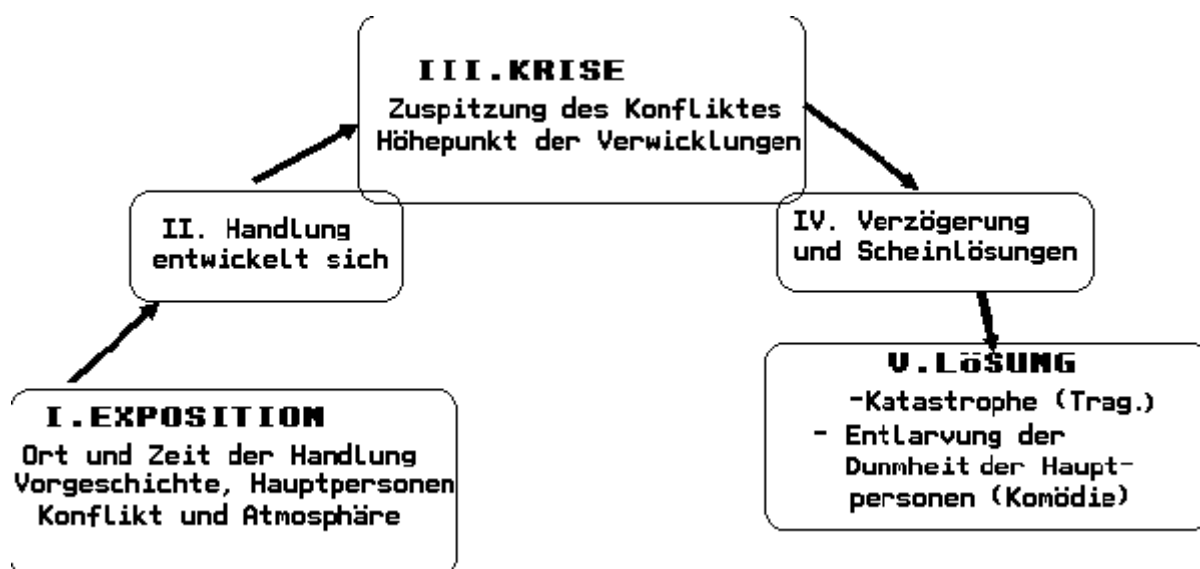 III.KRISE
Zuspitzung des Konfliktes
Höhepunkt der Verwicklungen
II. Handlung
entwickelt sich
IV. Verzögerung
und Scheinlösungen
I.EXPOSITION
Ort und Zeit der Handlung
Vorgeschichte, Hauptpersonen
Konflikt und Atmosphäre
V.LöSUNG
-Katastrophe (Trag.)
- Entlarvung der
Dunmheit der Haupt-
personen (Komödie)